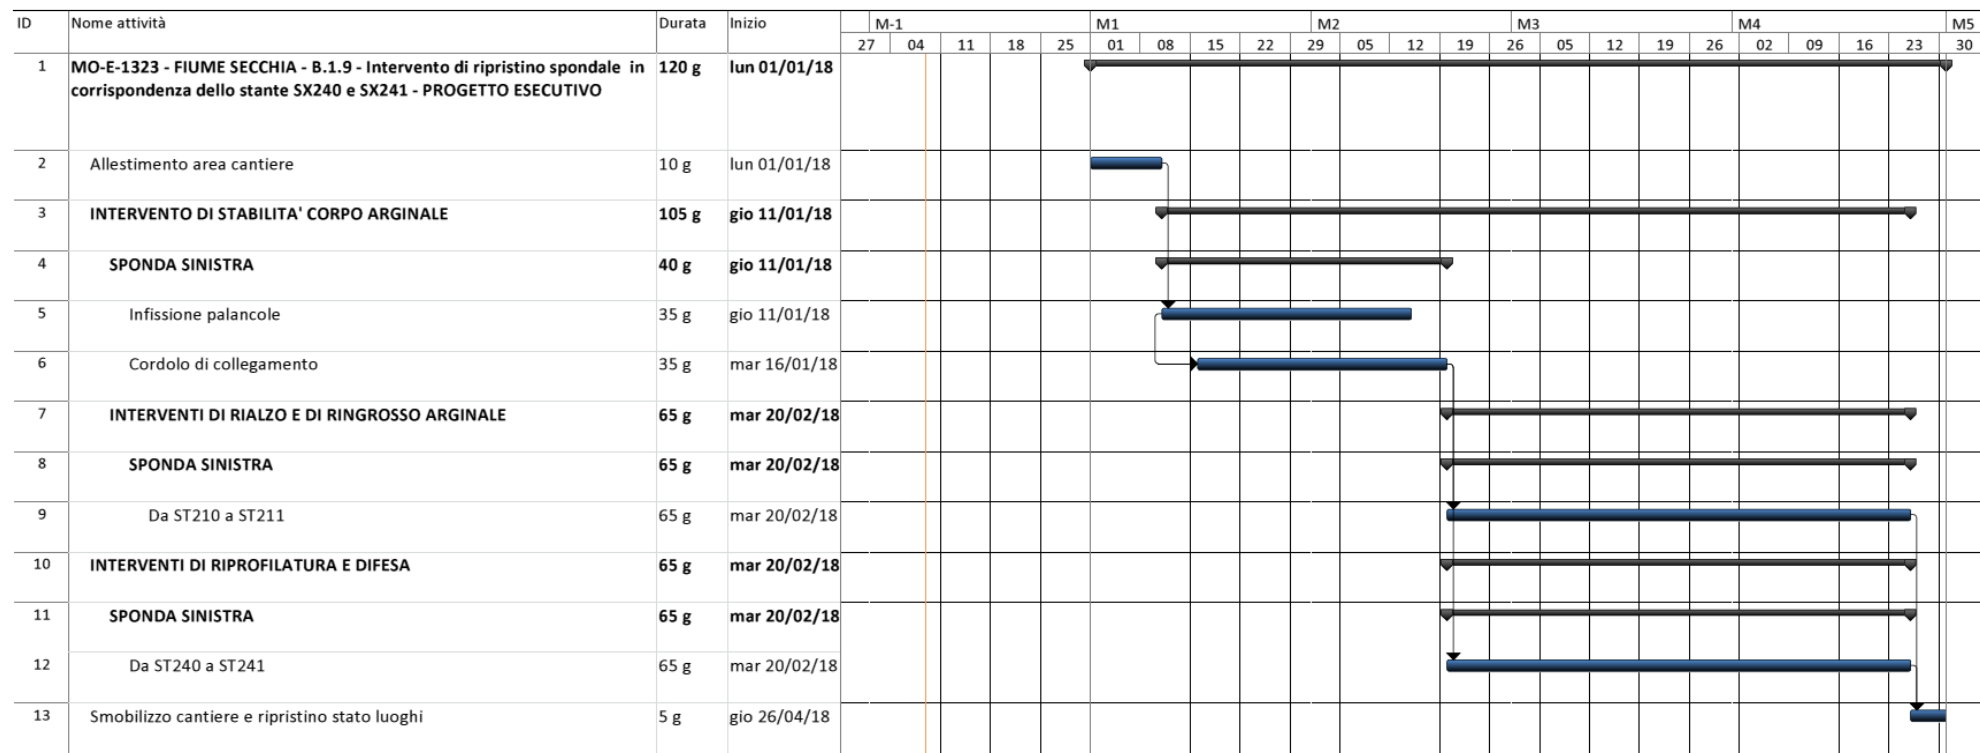 ID Nome attività Durata Inizio M-1 M1 M2 M3 M4 M5
27 04 11 18 25 01 08 15 22 29 05 12 19 26 05 12 19 26 02 09 16 23 30
1 MO-E-1323 - FIUME SECCHIA - B.1.9 - Intervento di ripristino spondale in 120 g lun 01/01/18
corrispondenza dello stante SX240 e SX241 - PROGETTO ESECUTIVO
2 Allestimento area cantiere 10 g lun 01/01/18
3 INTERVENTO DI STABILITA' CORPO ARGINALE 105 g gio 11/01/18
4 SPONDA SINISTRA 40 g gio 11/01/18
5 Infissione palancole 35 g gio 11/01/18
6 Cordolo di collegamento 35 g mar 16/01/18
7 INTERVENTI DI RIALZO E DI RINGROSSO ARGINALE 65 g mar 20/02/18
8 SPONDA SINISTRA 65 g mar 20/02/18
9 Da ST210 a ST211 65 g mar 20/02/18
10 INTERVENTI DI RIPROFILATURA E DIFESA 65 g mar 20/02/18
11 SPONDA SINISTRA 65 g mar 20/02/18
12 Da ST240 a ST241 65 g mar 20/02/18
13 Smobilizzo cantiere e ripristino stato luoghi 5 g gio 26/04/18